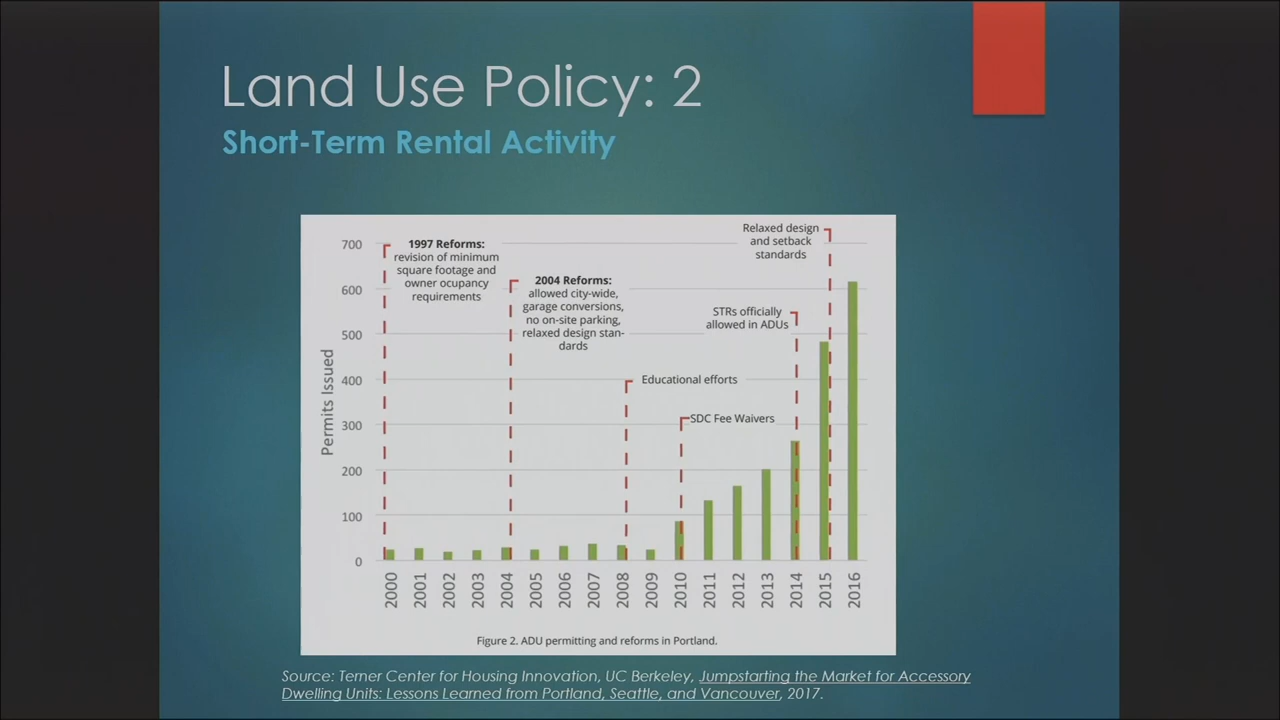 Land Use Policy: 2
Short-Term Rental Activity
Relaxed design
and setback
standards
1997 Reforms:
revision of minimum
square footage and
owner ocupancy
requirements
2004 Reforms:
allowed city-wide,
garage conversions,
no on-site parking,
relaxed design stan-
dards
STRs officially
allowed in ADUs
Educational efforts
SDC Fee Waivers
Permits Issued
700
600
500
400
300
200
100
0
2000 2001 2002 2003 2004 2005 2006 2007 2008 2009 2010 2011 2012 2013 2014 2015 2016
Figure 2. ADU permitting and reforms in Portland.
Source: Terner Center for Housing Innovation, UC Berkeley, Jumpstarting the Market for Accessory
Dwelling Units: Lessons Learned from Portland, Seattle, and Vancouver, 2017.